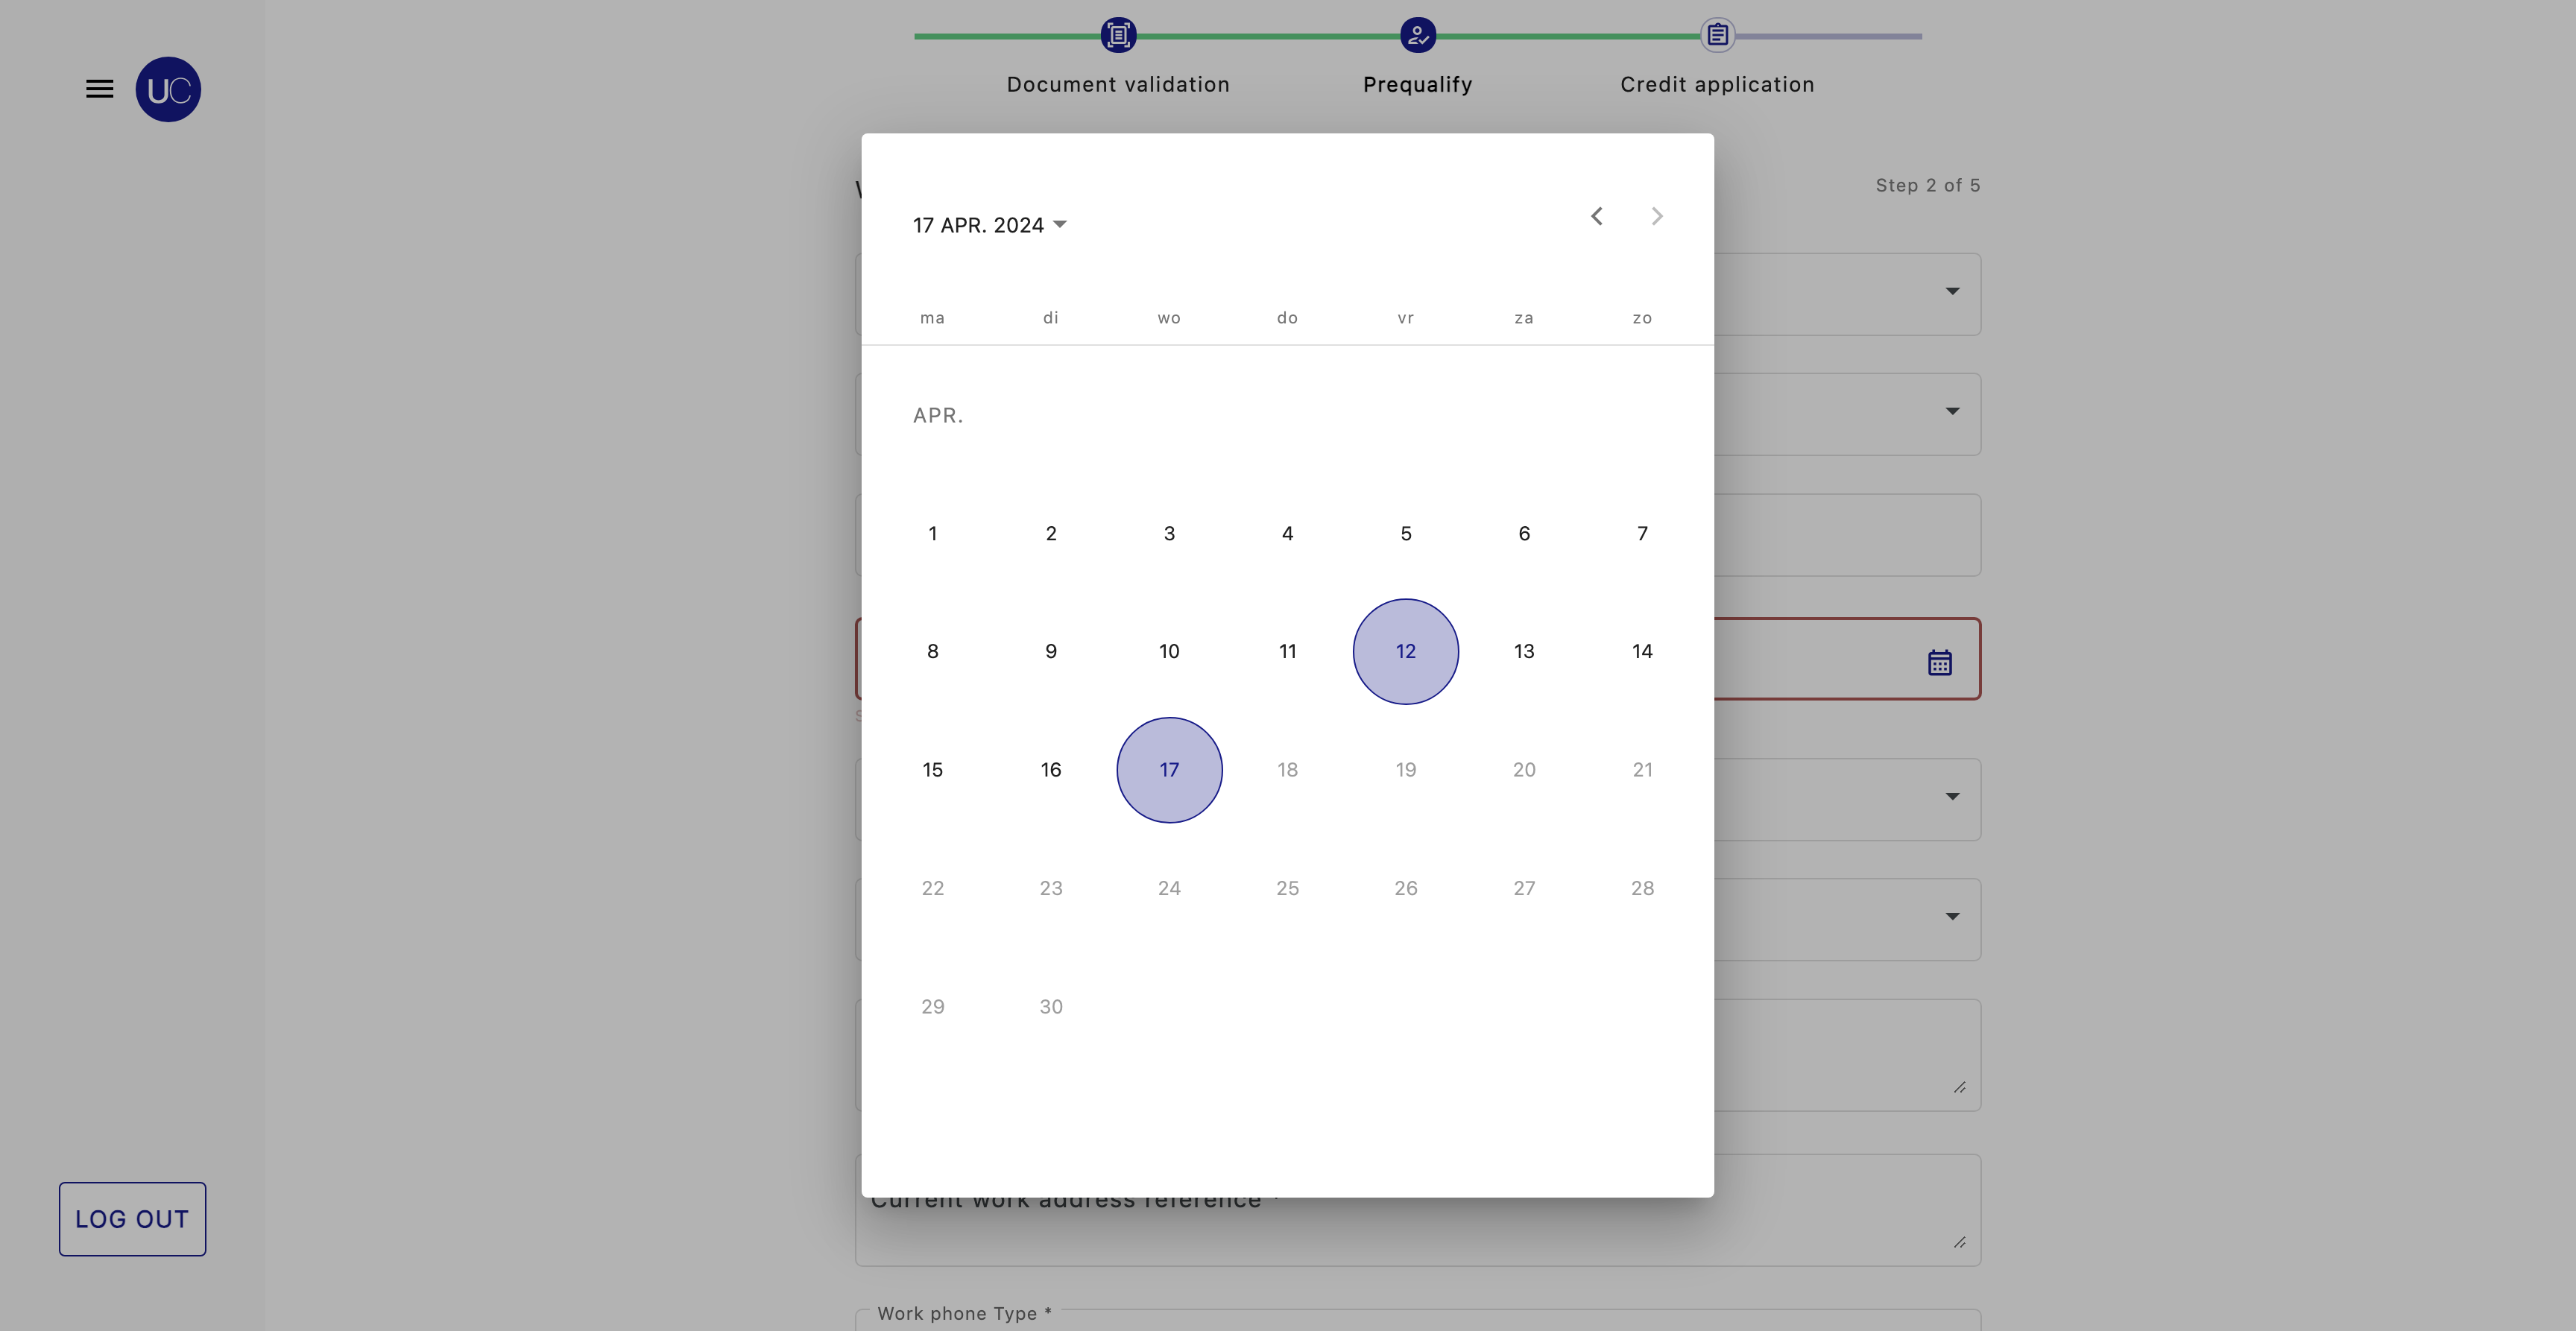 UC
Document validation
Prequalify
Credit application
Step 2 of 5
17 APR. 2024
ma di wo do vr za zo
APR.
1 2 3 4 5 6 7
8 9 10 11 12 13 14
15 16 17 18 19 20 21
22 23 24 25 26 27 28
29 30
Current work address reference *
LOG OUT
Work phone Type *